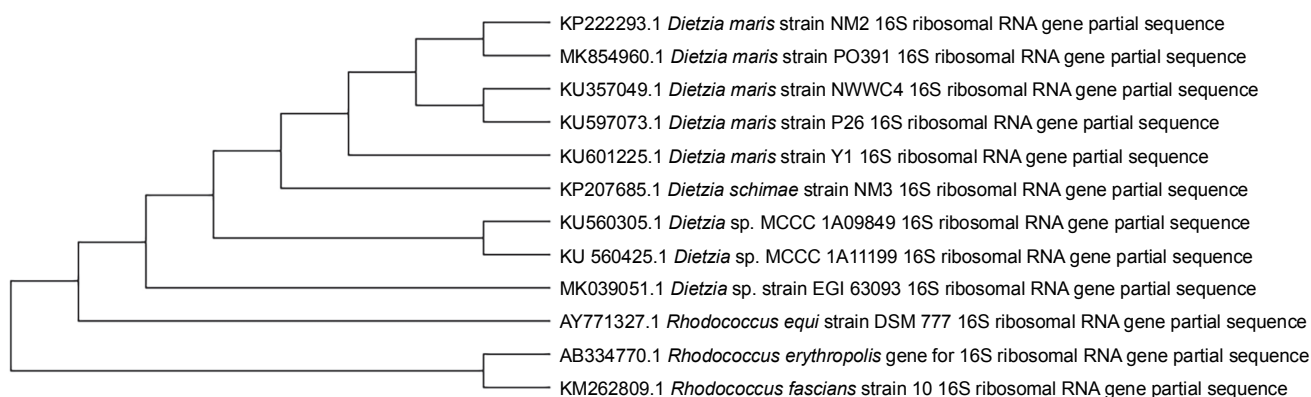 KP222293.1 Dietzia maris strain NM2 16S ribosomal RNA gene partial sequence
MK854960.1 Dietzia maris strain PO391 16S ribosomal RNA gene partial sequence
KU357049.1 Dietzia maris strain NWWC4 16S ribosomal RNA gene partial sequence
KU597073.1 Dietzia maris strain P26 16S ribosomal RNA gene partial sequence
KU601225.1 Dietzia maris strain Y1 16S ribosomal RNA gene partial sequence
KP207685.1 Dietzia schimae strain NM3 16S ribosomal RNA gene partial sequence
KU560305.1 Dietzia sp. MCCC 1A09849 16S ribosomal RNA gene partial sequence
KU 560425.1 Dietzia sp. MCCC 1A11199 16S ribosomal RNA gene partial sequence
MK039051.1 Dietzia sp. strain EGI 63093 16S ribosomal RNA gene partial sequence
AY771327.1 Rhodococcus equi strain DSM 777 16S ribosomal RNA gene partial sequence
AB334770.1 Rhodococcus erythropolis gene for 16S ribosomal RNA gene partial sequence
KM262809.1 Rhodococcus fascians strain 10 16S ribosomal RNA gene partial sequence